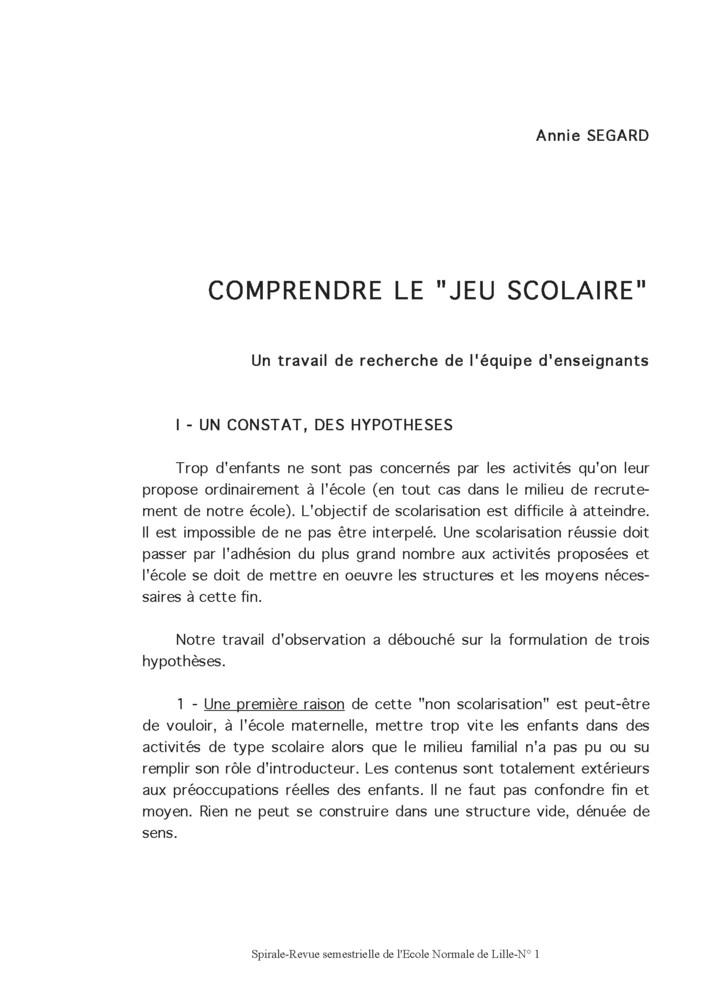 Annie SEGARD
COMPRENDRE LE "JEU SCOLAIRE"
Un travail de recherche de l'équipe d'enseignants
I - UN CONSTAT, DES HYPOTHESES
Trop d'enfants ne sont pas concernés par les activités qu'on leur
propose ordinairement à l'école (en tout cas dans le milieu de recrute-
ment de notre école). L'objectif de scolarisation est difficile à atteindre.
Il est impossible de ne pas être interpelé. Une scolarisation réussie doit
passer par l'adhésion du plus grand nombre aux activités proposées et
l'école se doit de mettre en oeuvre les structures et les moyens néces-
saires à cette fin.
Notre travail d'observation a débouché sur la formulation de trois
hypothèses.
1 - Une première raison de cette "non scolarisation" est peut-être
de vouloir, à l'école maternelle, mettre trop vite les enfants dans des
activités de type scolaire alors que le milieu familial n'a pas pu ou su
remplir son rôle d'introducteur. Les contenus sont totalement extérieurs
aux préoccupations réelles des enfants. Il ne faut pas confondre fin et
moyen. Rien ne peut se construire dans une structure vide, dénuée de
sens.
Spirale-Revue semestrielle de l'Ecole Normale de Lille-N° 1